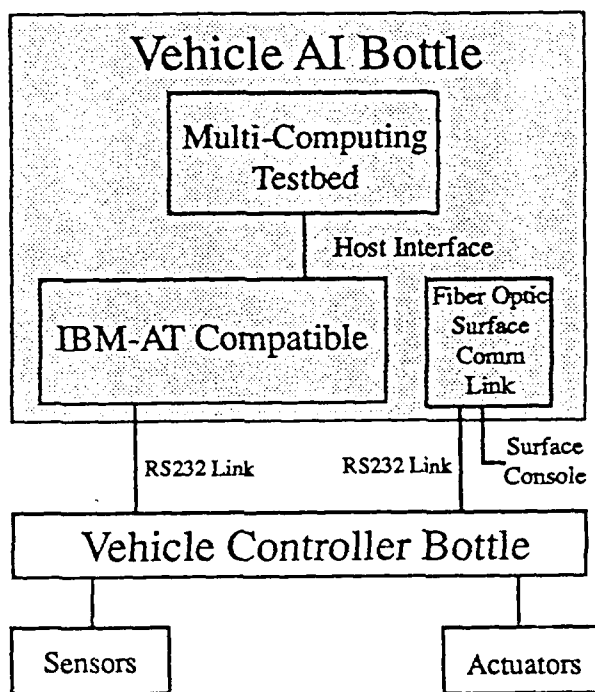 Vehicle AI Bottle
Multi-Computing
Testbed
Host Interface
IBM-AT Compatible
Fiber Optic
Surface
Comm
Link
RS232 Link
RS232 Link
Surface
Console
Vehicle Controller Bottle
Sensors
Actuators